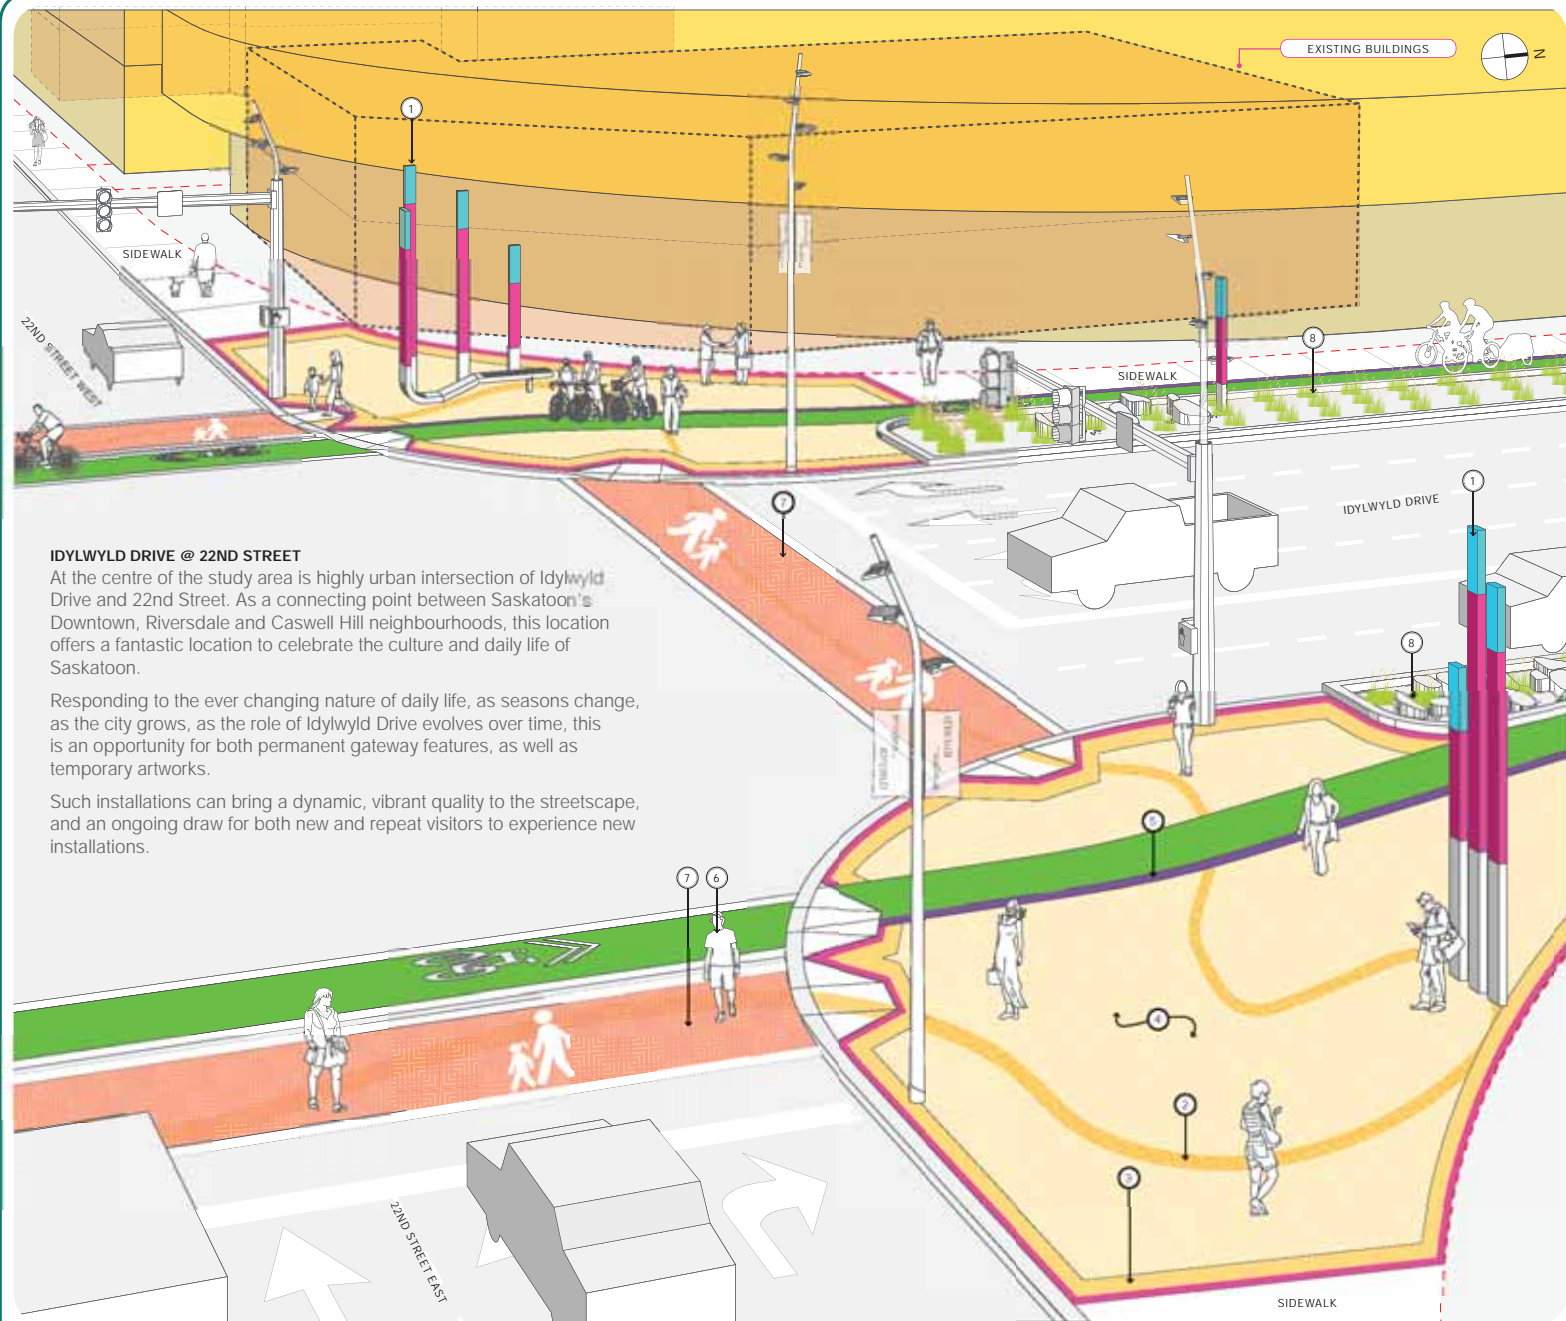 EXISTING BUILDINGS
N
1
SIDEWALK
22ND STREET WEST
8
SIDEWALK
IDYLWYLD DRIVE
1
7
IDYLWYLD DRIVE @ 22ND STREET
At the centre of the study area is highly urban intersection of Idylwyld
Drive and 22nd Street. As a connecting point between Saskatoon's
Downtown, Riversdale and Caswell Hill neighbourhoods, this location
offers a fantastic location to celebrate the culture and daily life of
Saskatoon.
Responding to the ever changing nature of daily life, as seasons change,
as the city grows, as the role of Idylwyld Drive evolves over time, this
is an opportunity for both permanent gateway features, as well as
temporary artworks.
Such installations can bring a dynamic, vibrant quality to the streetscape,
and an ongoing draw for both new and repeat visitors to experience new
installations.
8
5
7
6
4
2
3
22ND STREET EAST
SIDEWALK